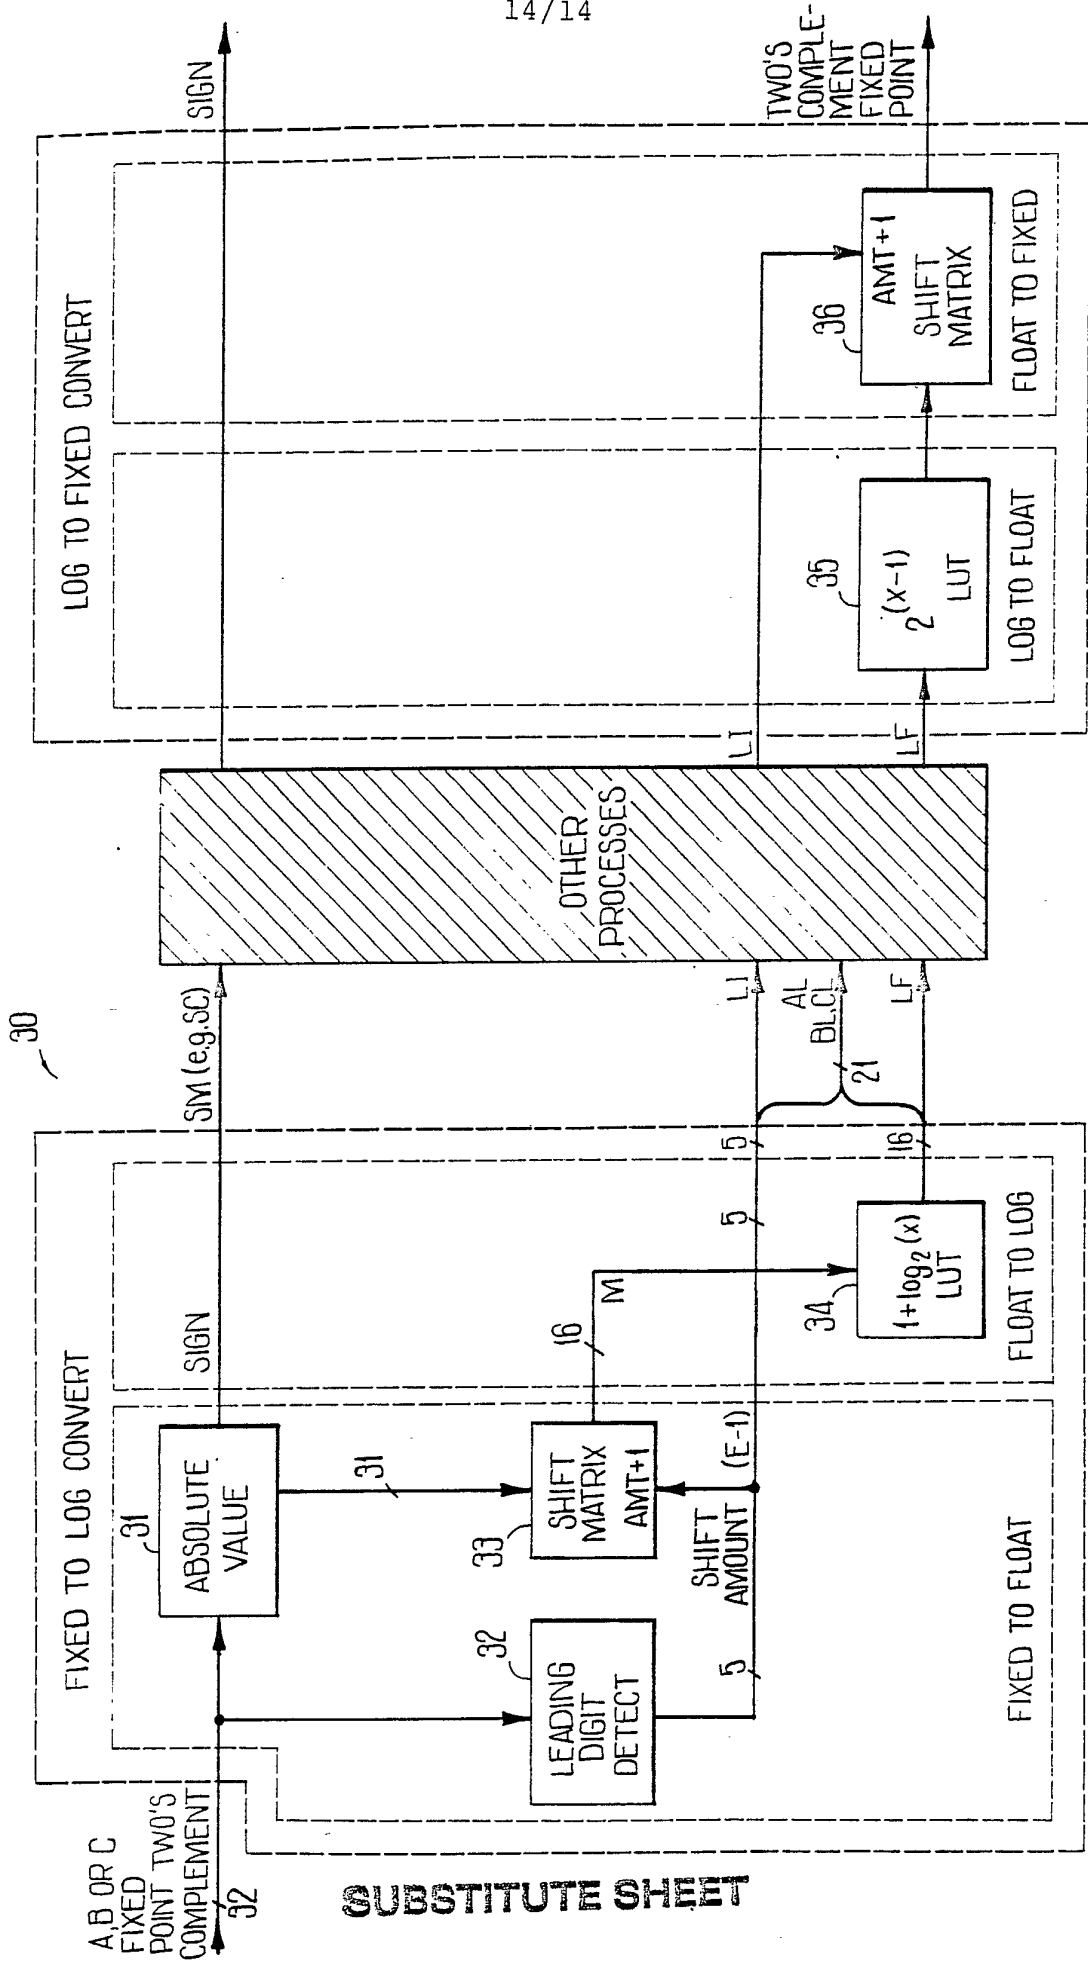 14/14
30
A,B OR C
FIXED
POINT TWO'S
COMPLEMENT
32
FIXED TO LOG CONVERT
31
ABSOLUTE
VALUE
SIGN
SM (e.g. SC)
32
LEADING
DIGIT
DETECT
5
31
33
SHIFT
MATRIX
AMT+1
SHIFT
AMOUNT
(E-1)
FIXED TO FLOAT
16
M
5
5
34
1+log2(x)
LUT
16
FLOAT TO LOG
21
LI
AL
BL,CL
LF
OTHER
PROCESSES
LOG TO FIXED CONVERT
LI
LF
35
2(X-1)
LUT
LOG TO FLOAT
36
AMT+1
SHIFT
MATRIX
FLOAT TO FIXED
SIGN
TWO'S
COMPLE-
MENT
FIXED
POINT
SUBSTITUTE SHEET